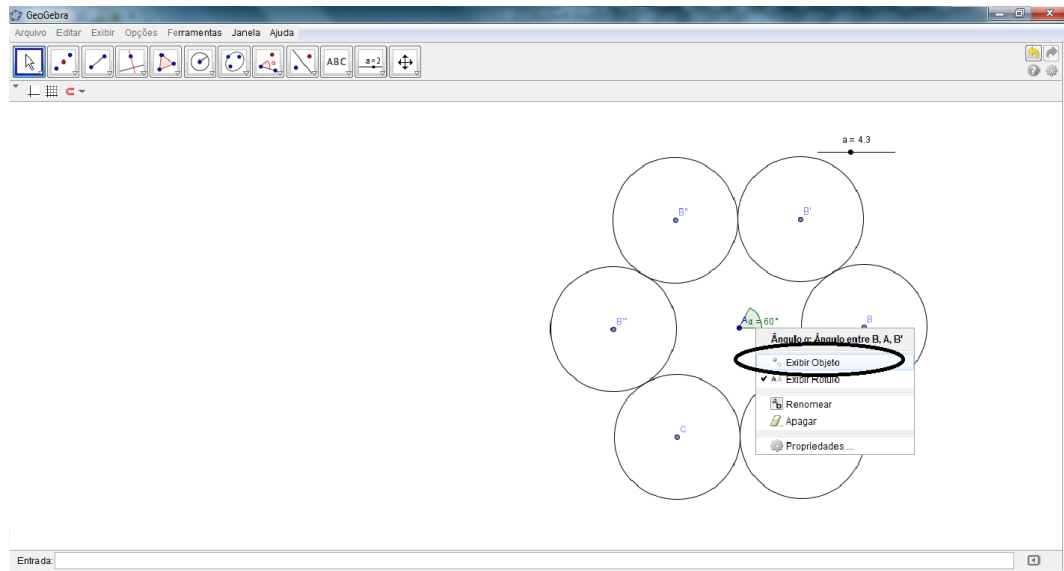 GeoGebra
Arquivo Editar Exibir Opções Ferramentas Janela Ajuda
ABC a=2
a = 4.3
B" B'
B"' A α = 60° B
Ângulo α: Ângulo entre B, A, B'
Exibir Objeto
AA Exibir Rótulo
Renomear
C Apagar
Propriedades ...
Entrada: